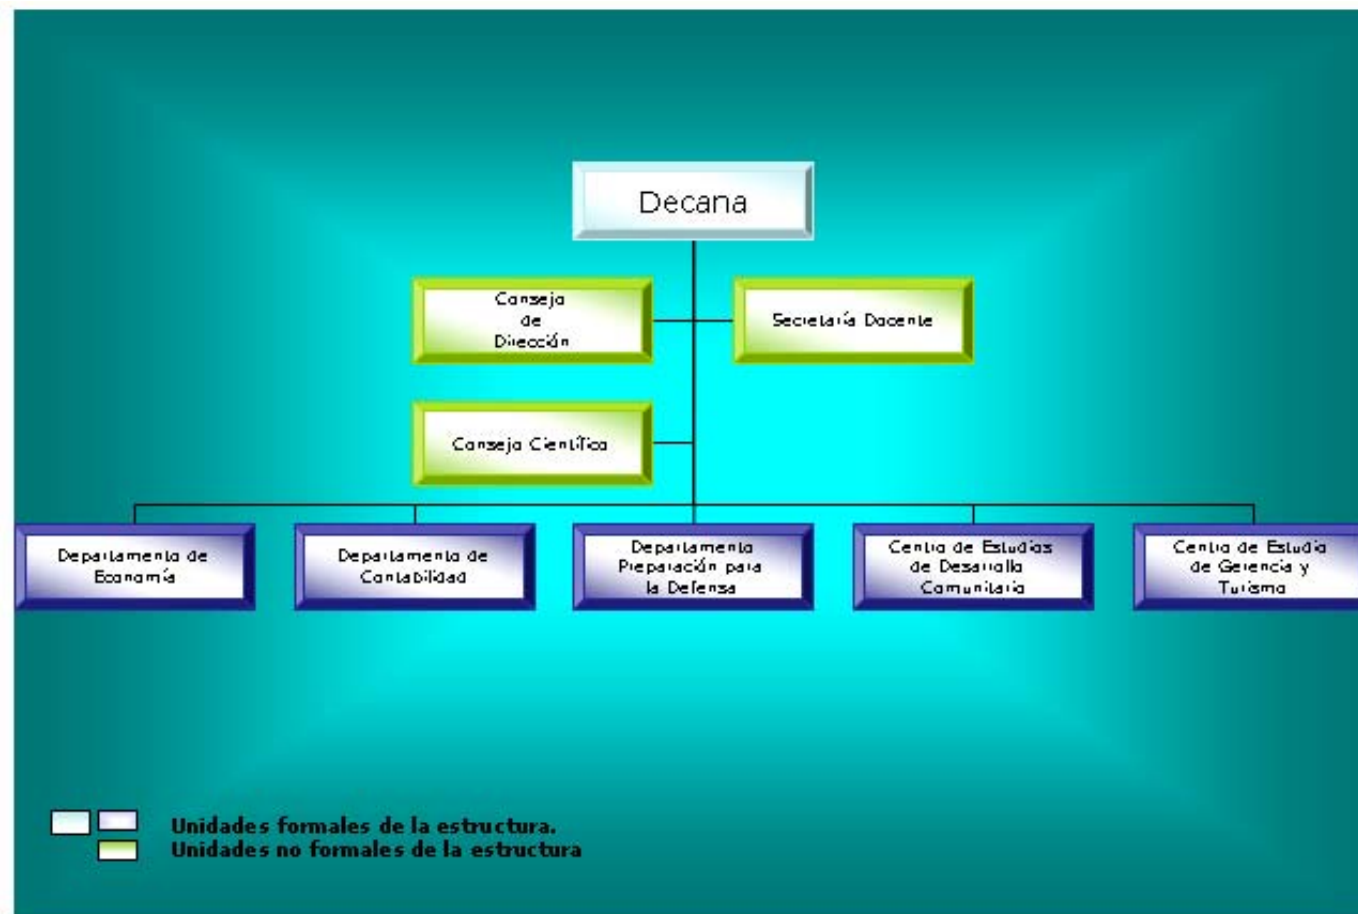 Decana
Consejo
de
Dirección
Secretaría Docente
Consejo Científico
Departamento de
Economía
Departamento de
Contabilidad
Departamento
Preparación para
la Defensa
Centro de Estudios
de Desarrollo
Comunitario
Centro de Estudio
de Gerencia y
Turismo
Unidades formales de la estructura.
Unidades no formales de la estructura